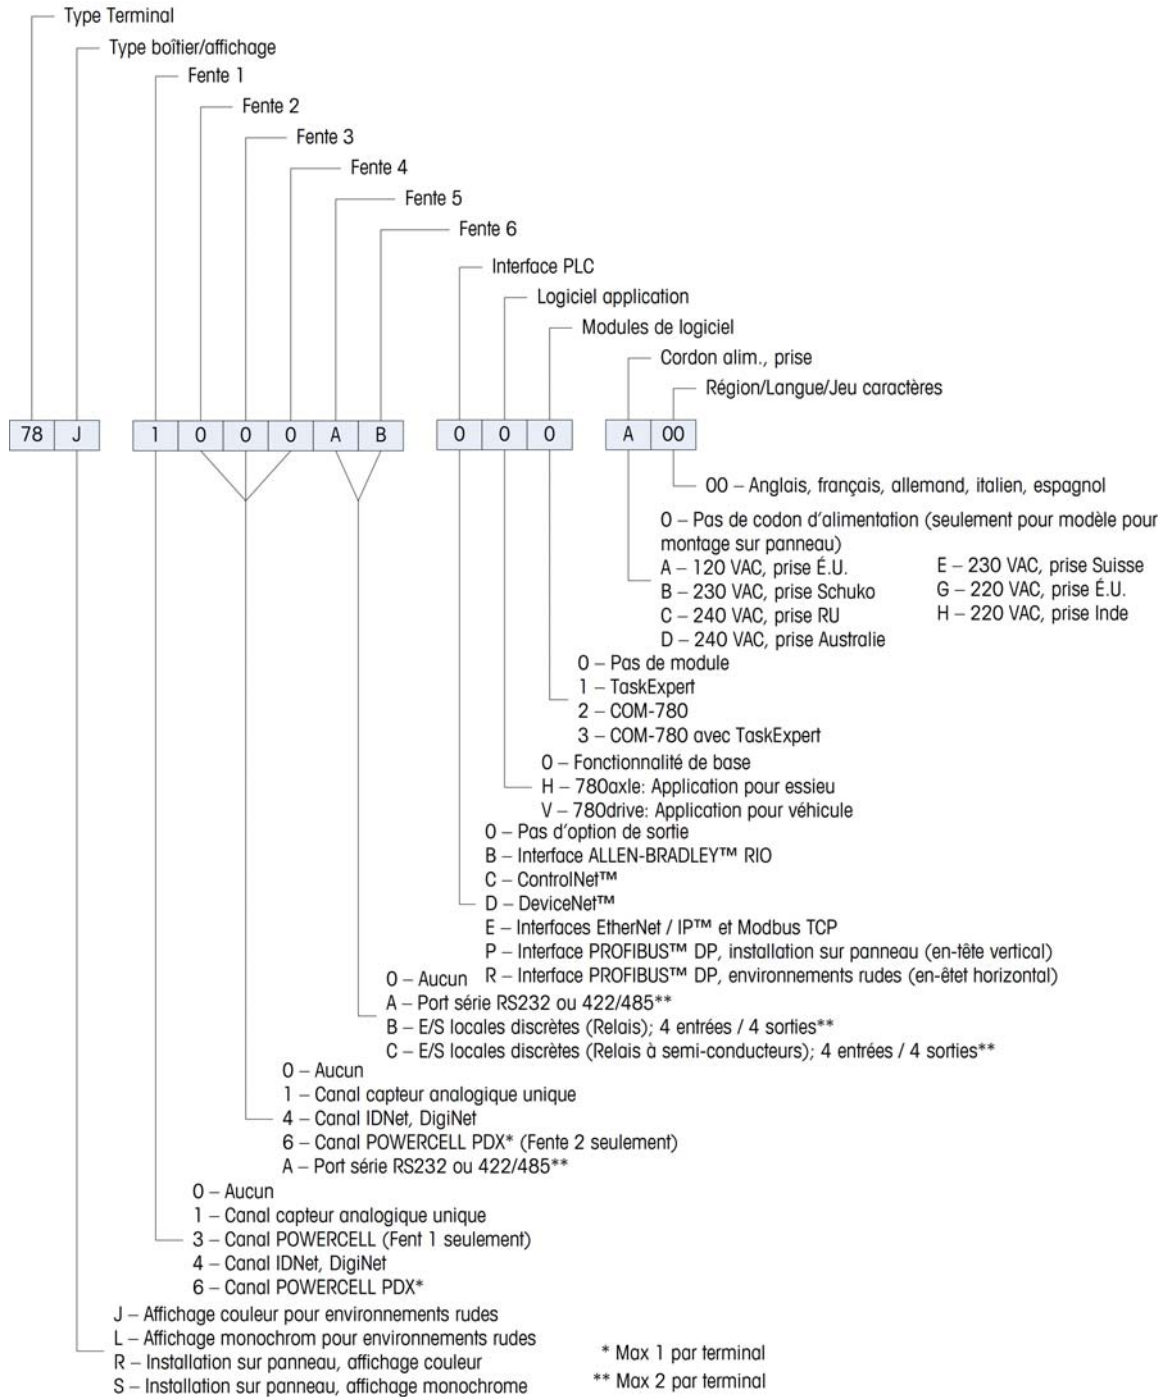 Type Terminal
Type boîtier/affichage
Fente 1
Fente 2
Fente 3
Fente 4
Fente 5
Fente 6
Interface PLC
Logiciel application
Modules de logiciel
Cordon alim., prise
Région/Langue/Jeu caractères
78 J 1 0 0 0 A B 0 0 0 A 00
00 – Anglais, français, allemand, italien, espagnol
0 – Pas de codon d'alimentation (seulement pour modèle pour
montage sur panneau)
A – 120 VAC, prise É.U.
B – 230 VAC, prise Schuko
C – 240 VAC, prise RU
D – 240 VAC, prise Australie
E – 230 VAC, prise Suisse
G – 220 VAC, prise É.U.
H – 220 VAC, prise Inde
0 – Pas de module
1 – TaskExpert
2 – COM-780
3 – COM-780 avec TaskExpert
0 – Fonctionnalité de base
H – 780axle: Application pour essieu
V – 780drive: Application pour véhicule
0 – Pas d'option de sortie
B – Interface ALLEN-BRADLEY™ RIO
C – ControlNet™
D – DeviceNet™
E – Interfaces EtherNet / IP™ et Modbus TCP
P – Interface PROFIBUS™ DP, installation sur panneau (en-tête vertical)
R – Interface PROFIBUS™ DP, environnements rudes (en-êtet horizontal)
0 – Aucun
A – Port série RS232 ou 422/485**
B – E/S locales discrètes (Relais); 4 entrées / 4 sorties**
C – E/S locales discrètes (Relais à semi-conducteurs); 4 entrées / 4 sorties**
0 – Aucun
1 – Canal capteur analogique unique
4 – Canal IDNet, DigiNet
6 – Canal POWERCELL PDX* (Fente 2 seulement)
A – Port série RS232 ou 422/485**
0 – Aucun
1 – Canal capteur analogique unique
3 – Canal POWERCELL (Fent 1 seulement)
4 – Canal IDNet, DigiNet
6 – Canal POWERCELL PDX*
J – Affichage couleur pour environnements rudes
L – Affichage monochrom pour environnements rudes
R – Installation sur panneau, affichage couleur
S – Installation sur panneau, affichage monochrome
* Max 1 par terminal
** Max 2 par terminal